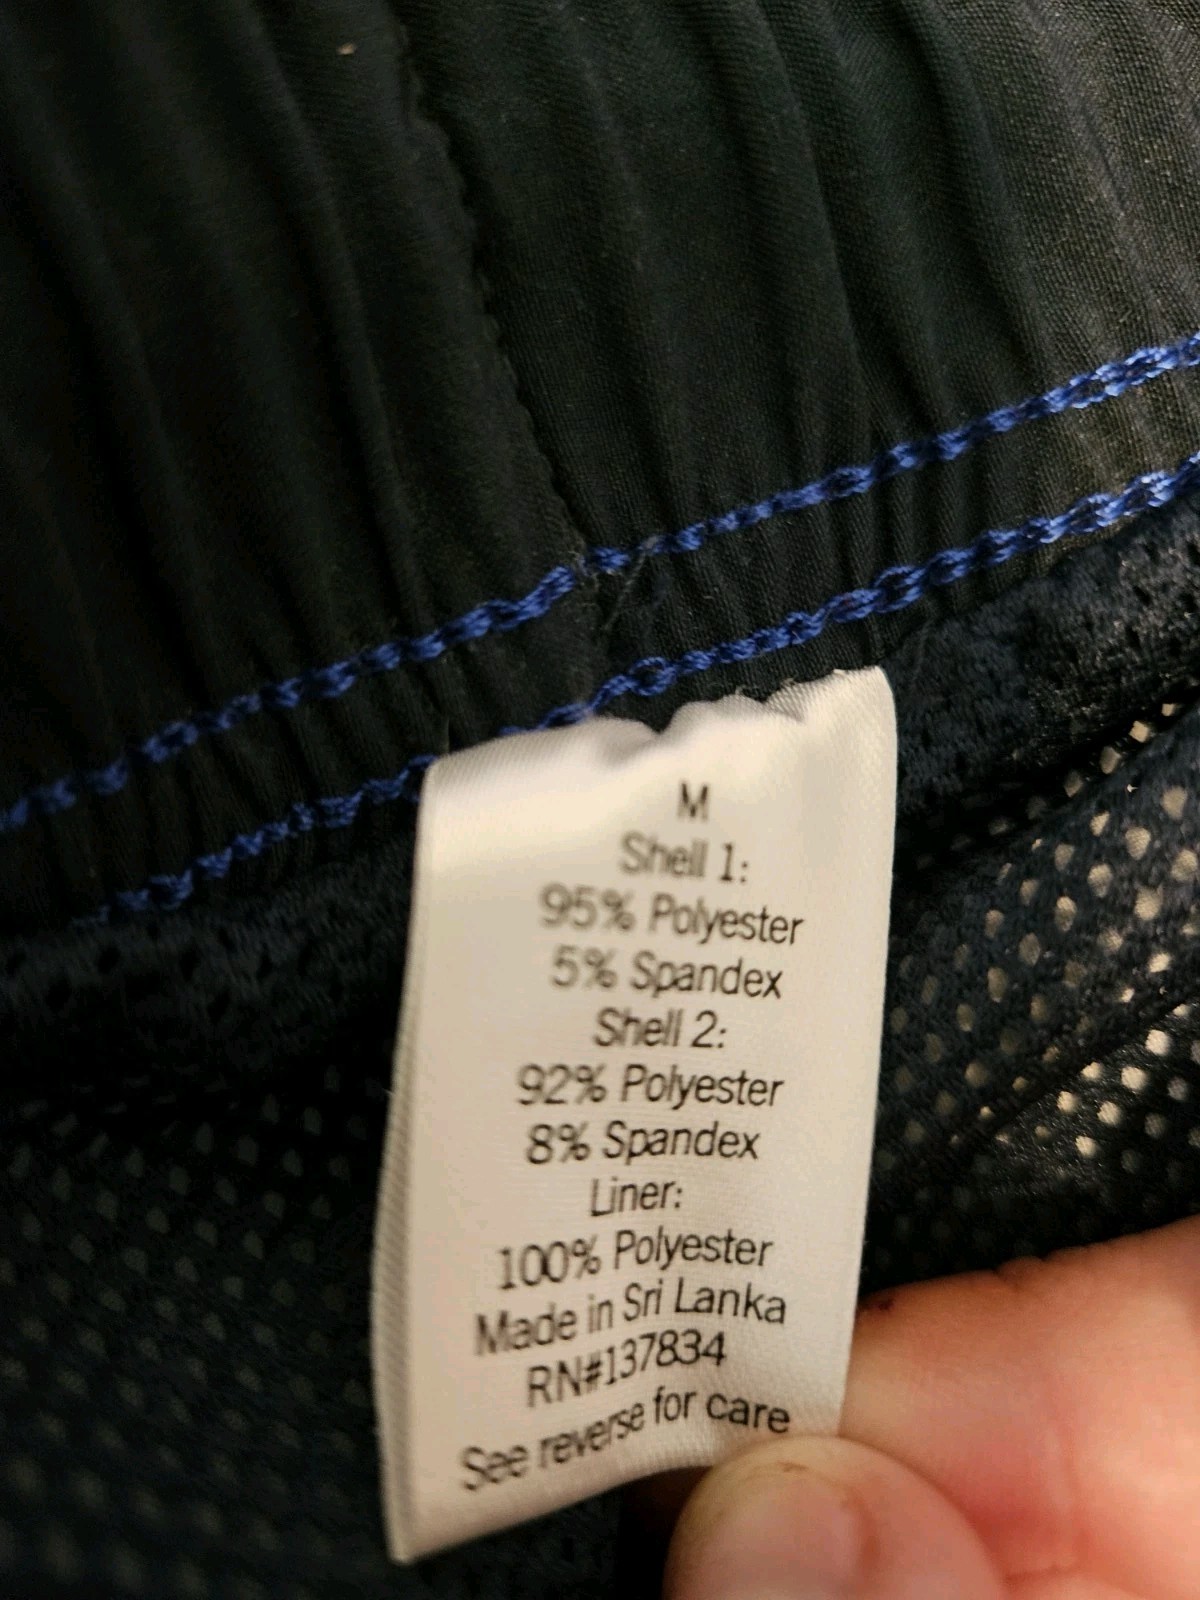 M
Shell 1:
95% Polyester
5% Spandex
Shell 2:
92% Polyester
8% Spandex
Liner:
100% Polyester
Made in Sri Lanka
RN#137834
See reverse for care